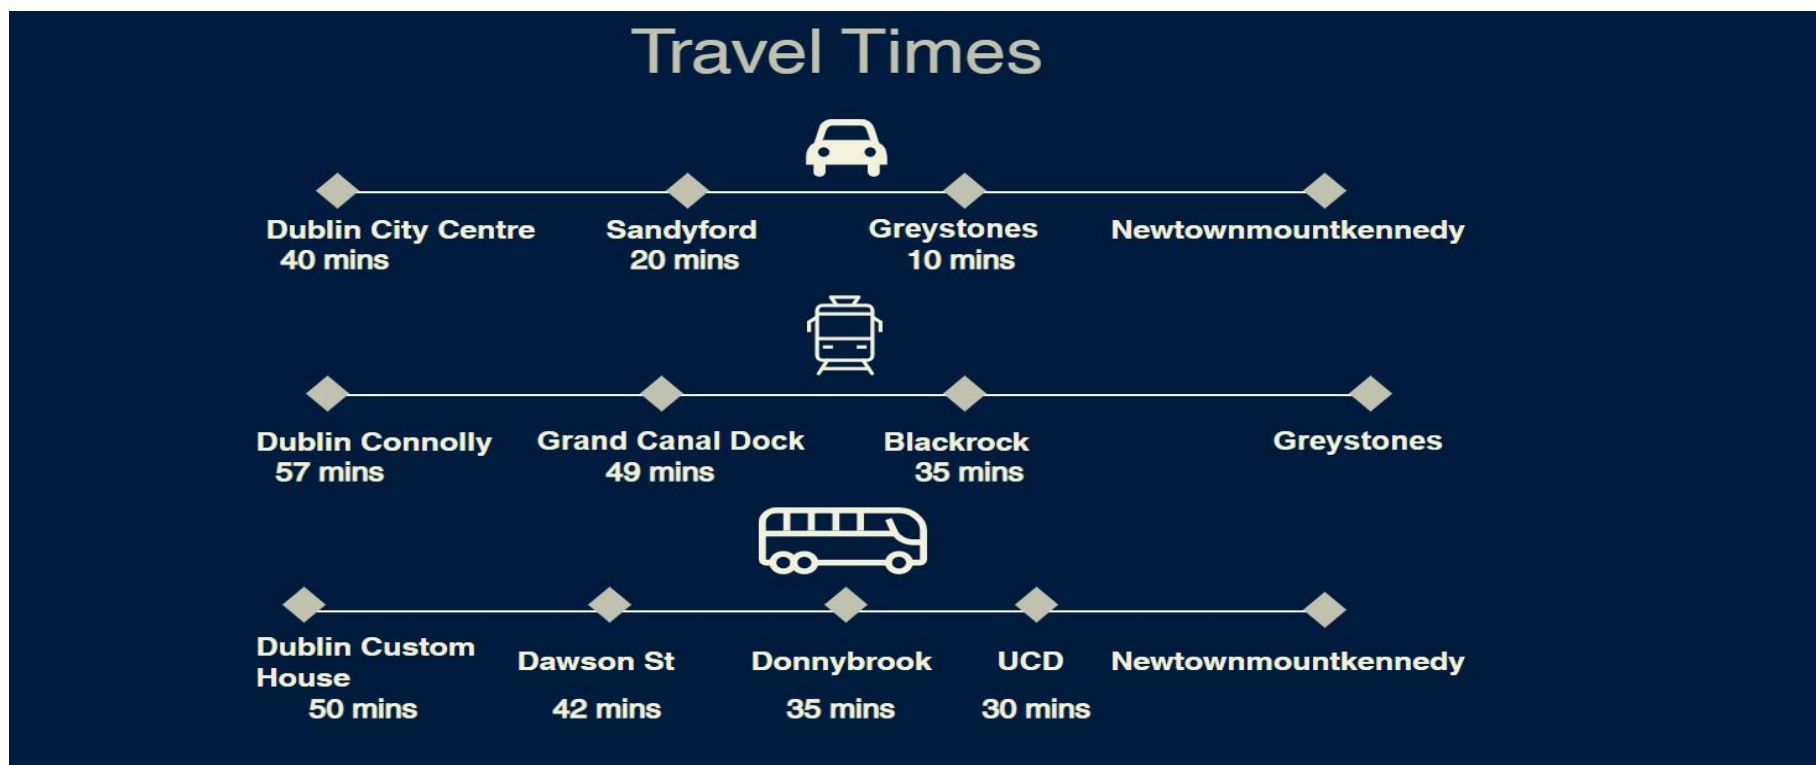 Travel Times
Dublin City Centre Sandyford Greystones Newtownmountkennedy
40 mins 20 mins 10 mins
Dublin Connolly Grand Canal Dock Blackrock Greystones
57 mins 49 mins 35 mins
Dublin Custom
House Dawson St Donnybrook UCD Newtownmountkennedy
50 mins 42 mins 35 mins 30 mins